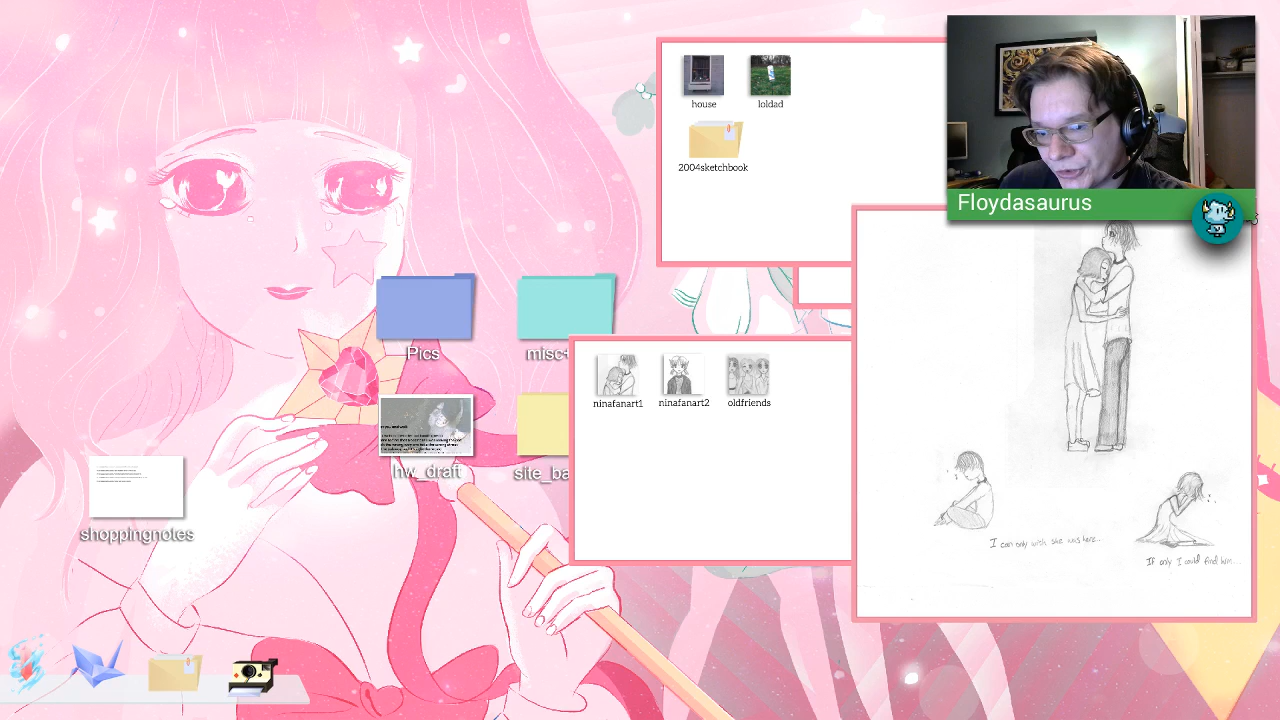 house
loldad
2004sketchbook
Floydasaurus
Pics
misc
ninafanart1
ninafanart2
oldfriends
hw_draft
site_ba
shoppingnotes
I can only with she was here..
If only I could find him...